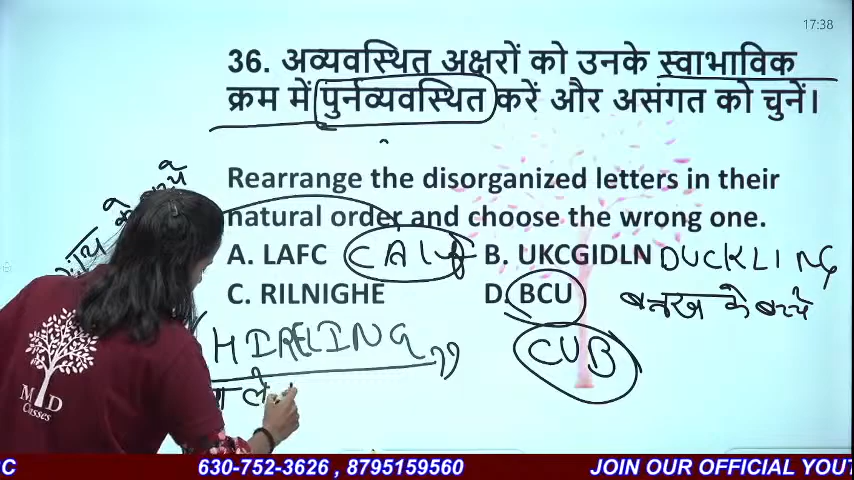 17:38
36. अव्यवस्थित अक्षरों को उनके स्वाभाविक
क्रम में पुर्नव्यवस्थित करें और असंगत को चुनें।
के बच्चे
Rearrange the disorganized letters in their
natural order and choose the wrong one.
A. LAFC CALF B. UKCGIDLN DUCKLING
C. RILNIGHE D. BCU बत्तख के बच्चे
HIRELING CUB
MD
Classes
630-752-3626 , 8795159560 JOIN OUR OFFICIAL